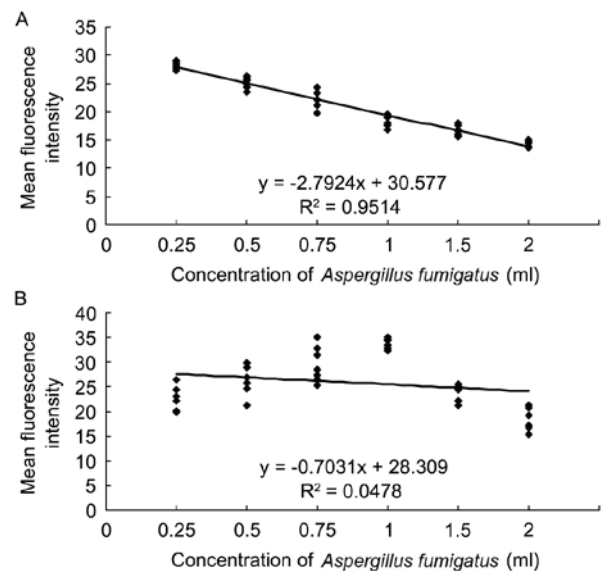 A
35
30
25
20
15
10
5
0
Mean fluorescence
intensity
y = -2.7924x + 30.577
R² = 0.9514
0 0.25 0.5 0.75 1 1.5 2
Concentration of Aspergillus fumigatus (ml)
B
40
35
30
25
20
15
10
5
0
Mean fluorescence
intensity
y = -0.7031x + 28.309
R² = 0.0478
0 0.25 0.5 0.75 1 1.5 2
Concentration of Aspergillus fumigatus (ml)